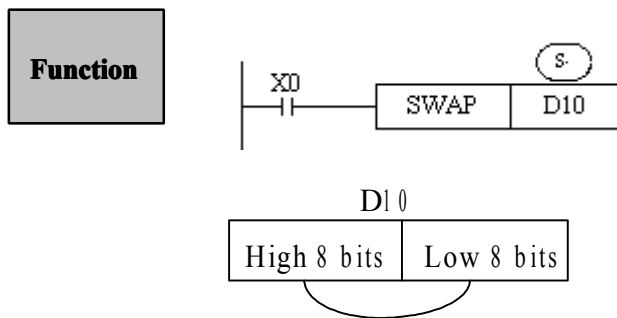 Function
S·
X0
SWAP D10
D10
High 8 bits Low 8 bits